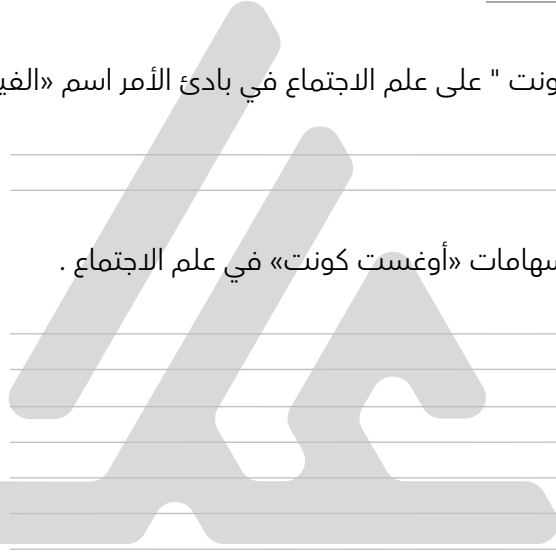 ونت " على علم الاجتماع في بادئ الأمر اسم «الفي
سهامات «أوغست كونت» في علم الاجتماع .